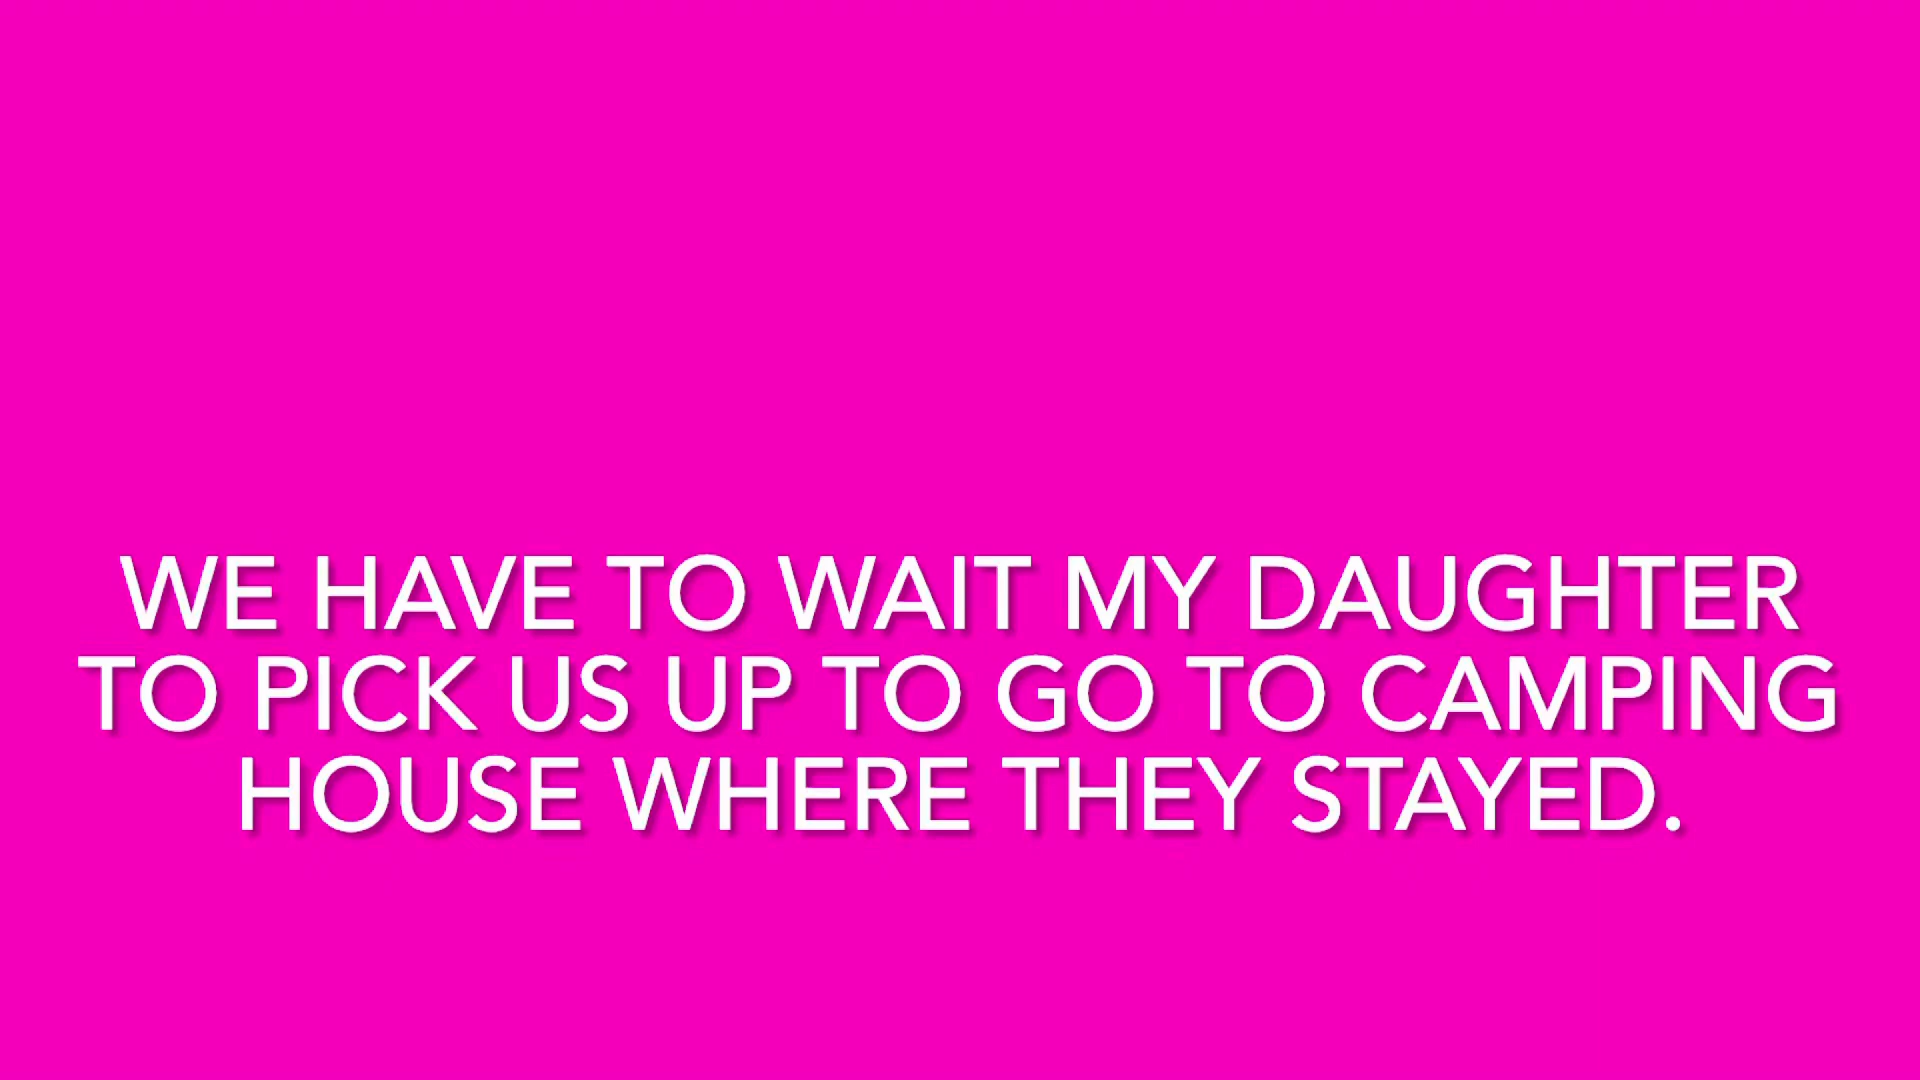 WE HAVE TO WAIT MY DAUGHTER
TO PICK US UP TO GO TO CAMPING
HOUSE WHERE THEY STAYED.